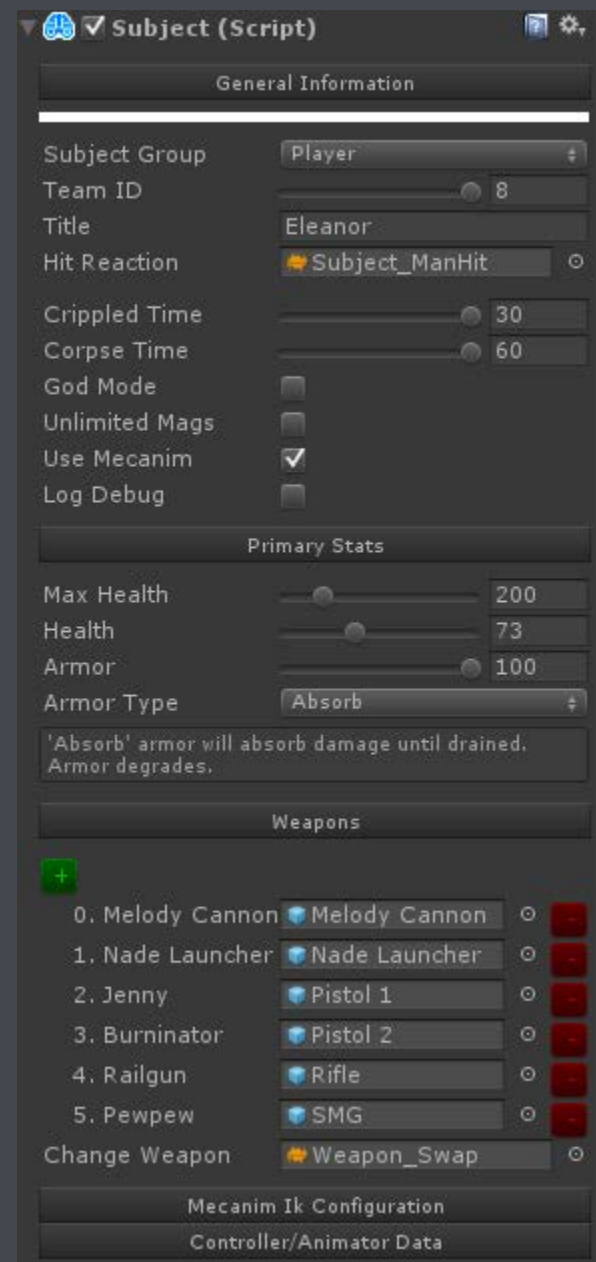 Subject (Script)
General Information
Subject Group Player
Team ID 8
Title Eleanor
Hit Reaction Subject_ManHit
Crippled Time 30
Corpse Time 60
God Mode
Unlimited Mags
Use Mecanim
Log Debug
Primary Stats
Max Health 200
Health 73
Armor 100
Armor Type Absorb
'Absorb' armor will absorb damage until drained.
Armor degrades.
Weapons
+
0. Melody Cannon Melody Cannon -
1. Nade Launcher Nade Launcher -
2. Jenny Pistol 1 -
3. Burninator Pistol 2 -
4. Railgun Rifle -
5. Pewpew SMG -
Change Weapon Weapon_Swap
Mecanim Ik Configuration
Controller/Animator Data